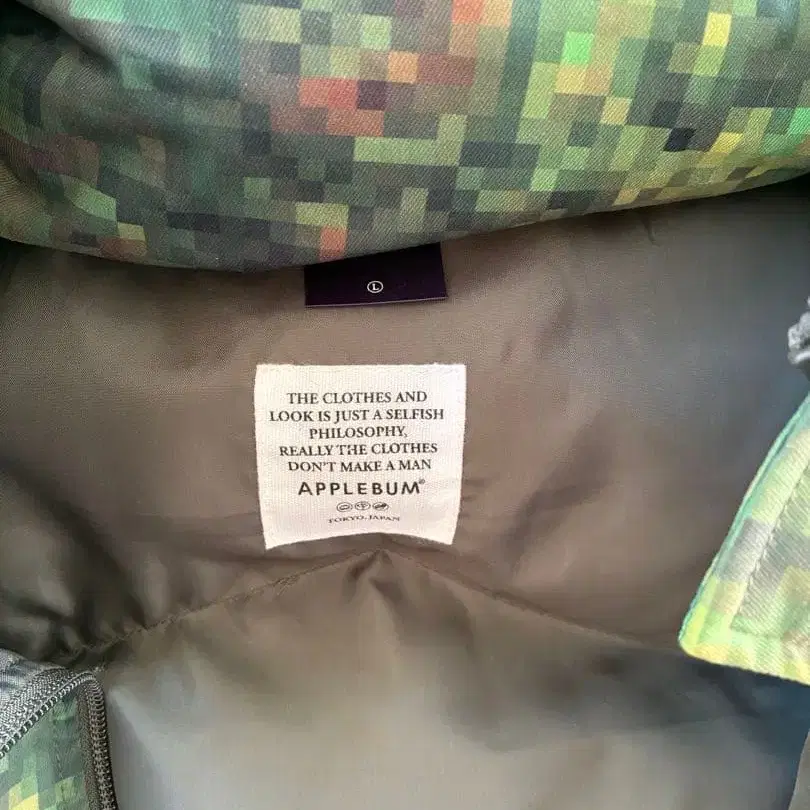 L
THE CLOTHES AND
LOOK IS JUST A SELFISH
PHILOSOPHY,
REALLY THE CLOTHES
DON'T MAKE A MAN
APPLEBUM®
TOKYO, JAPAN